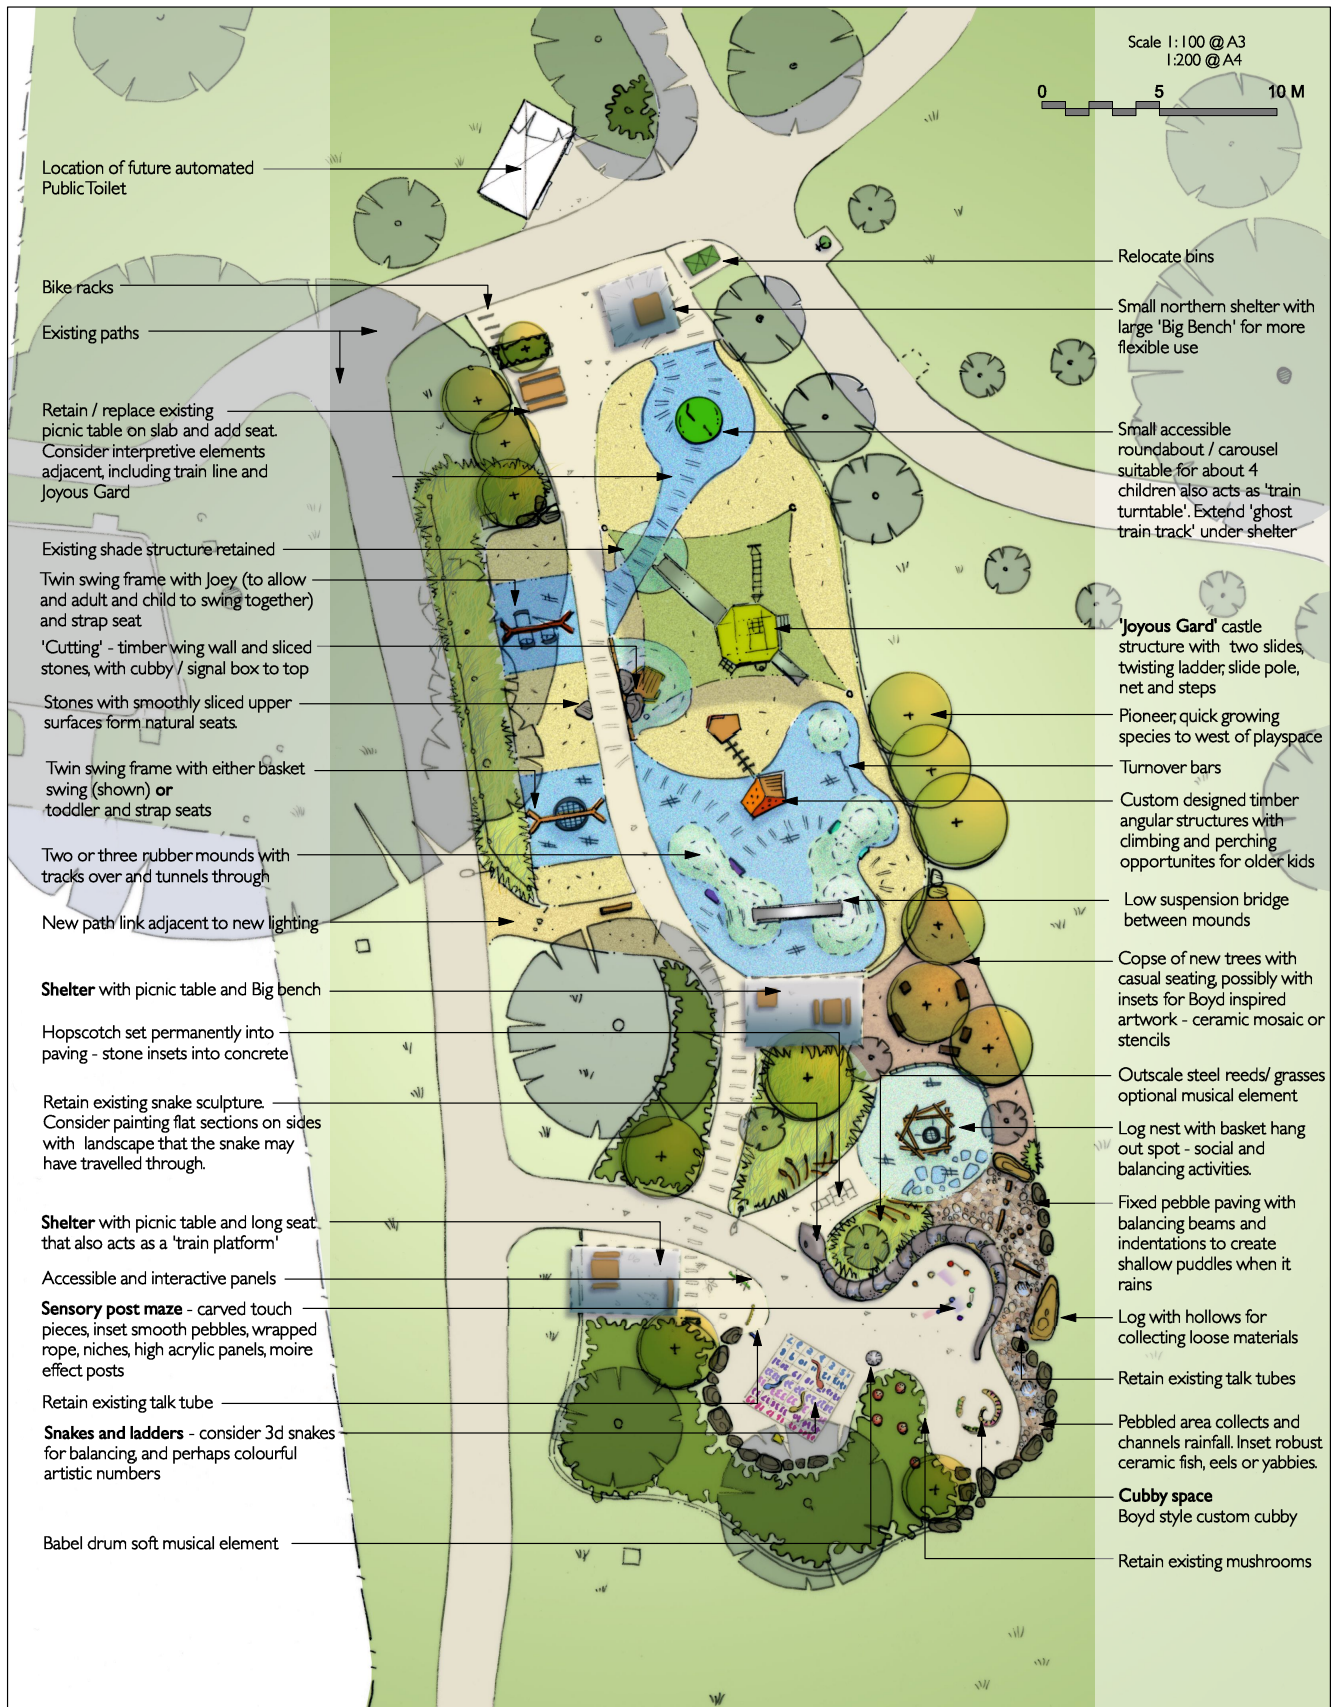 Scale 1:100 @ A3
1:200 @ A4
0 5 10 M
Location of future automated
Public Toilet
Bike racks
Existing paths
Retain / replace existing
picnic table on slab and add seat.
Consider interpretive elements
adjacent, including train line and
Joyous Gard
Existing shade structure retained
Twin swing frame with Joey (to allow
and adult and child to swing together)
and strap seat
'Cutting' - timber wing wall and sliced
stones, with cubby / signal box to top
Stones with smoothly sliced upper
surfaces form natural seats.
Twin swing frame with either basket
swing (shown) or
toddler and strap seats
Two or three rubber mounds with
tracks over and tunnels through
New path link adjacent to new lighting
Shelter with picnic table and Big bench
Hopscotch set permanently into
paving - stone insets into concrete
Retain existing snake sculpture.
Consider painting flat sections on sides
with landscape that the snake may
have travelled through.
Shelter with picnic table and long seat
that also acts as a 'train platform'
Accessible and interactive panels
Sensory post maze - carved touch
pieces, inset smooth pebbles, wrapped
rope, niches, high acrylic panels, moire
effect posts
Retain existing talk tube
Snakes and ladders - consider 3d snakes
for balancing, and perhaps colourful
artistic numbers
Babel drum soft musical element
Relocate bins
Small northern shelter with
large 'Big Bench' for more
flexible use
Small accessible
roundabout / carousel
suitable for about 4
children also acts as 'train
turntable'. Extend 'ghost
train track' under shelter
'Joyous Gard' castle
structure with two slides,
twisting ladder, slide pole,
net and steps
Pioneer, quick growing
species to west of playspace
Turnover bars
Custom designed timber
angular structures with
climbing and perching
opportunites for older kids
Low suspension bridge
between mounds
Copse of new trees with
casual seating, possibly with
insets for Boyd inspired
artwork - ceramic mosaic or
stencils
Outscale steel reeds/ grasses
optional musical element
Log nest with basket hang
out spot - social and
balancing activities.
Fixed pebble paving with
balancing beams and
indentations to create
shallow puddles when it
rains
Log with hollows for
collecting loose materials
Retain existing talk tubes
Pebbled area collects and
channels rainfall. Inset robust
ceramic fish, eels or yabbies.
Cubby space
Boyd style custom cubby
Retain existing mushrooms